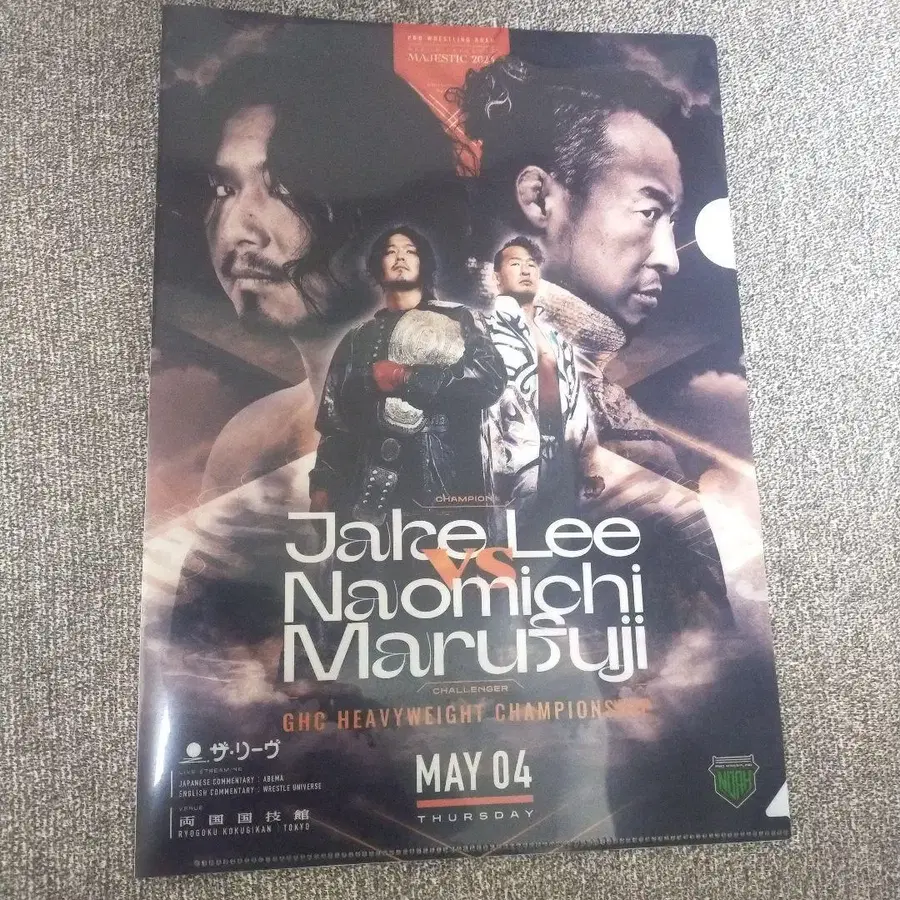 PRO WRESTLING NOAH
MAJESTIC 2023
CHAMPION
Jake Lee
VS
Naomichi
Marufuji
CHALLENGER
GHC HEAVYWEIGHT CHAMPIONSHIP
ザ・リーヴ
LIVE STREAMING
JAPANESE COMMENTARY : ABEMA
ENGLISH COMMENTARY : WRESTLE UNIVERSE
VENUE
両国国技館
RYOGOKU KOKUGIKAN | TOKYO
MAY 04
THURSDAY
NOAH